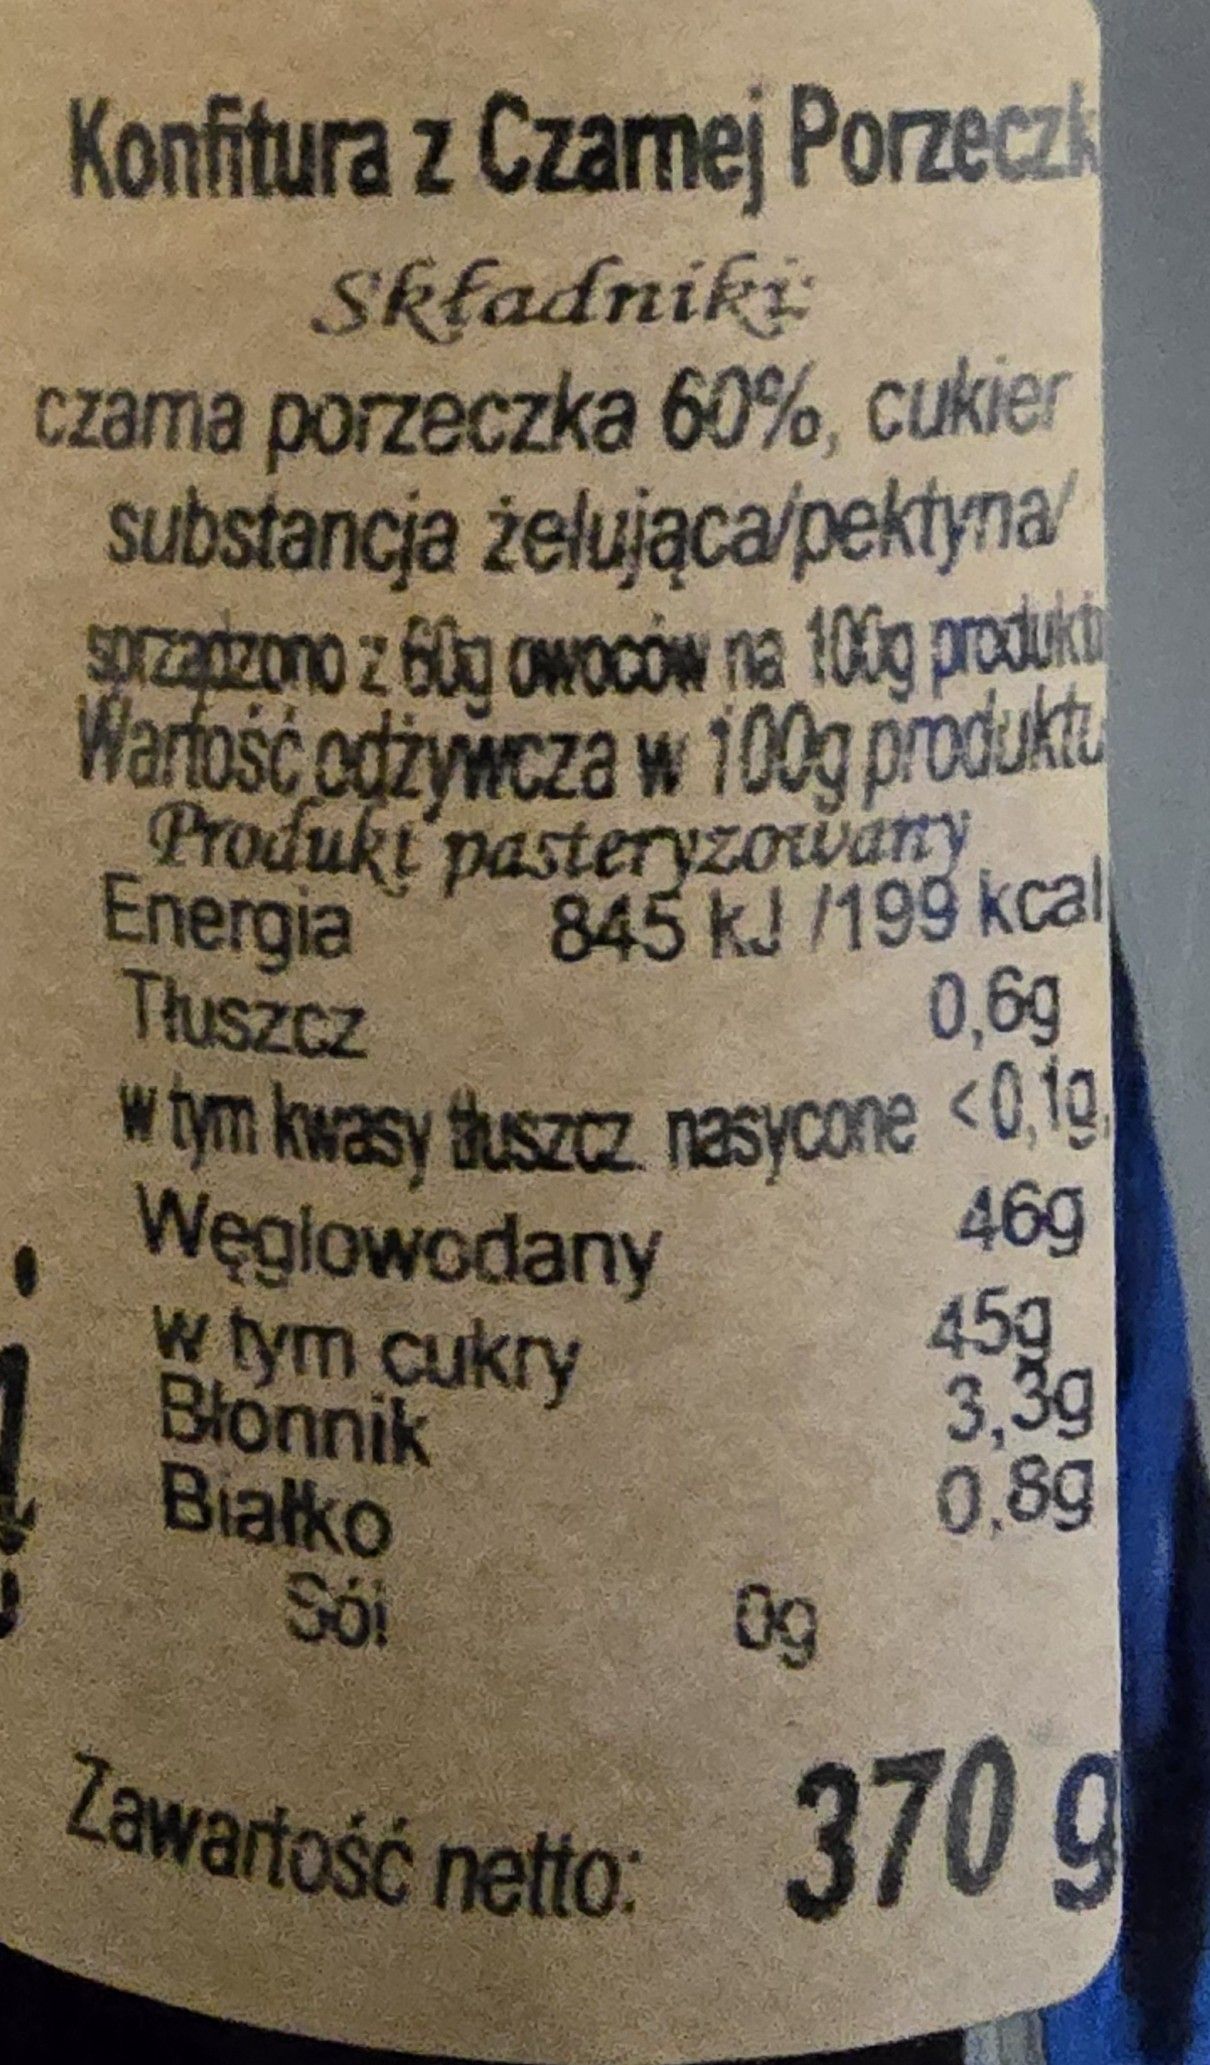 Konfitura z Czarnej Porzeczk
Składniki:
czarna porzeczka 60%, cukier
substancja żelująca/pektyna/
sporządzono z 60g owoców na 100g produktu
Wartość odżywcza w 100g produktu
Produkt pasteryzowany
Energia 845 kJ /199 kcal
Tłuszcz 0,6g
w tym kwasy tłuszcz. nasycone <0,1g
Węglowodany 46g
w tym cukry 45g
Błonnik 3,3g
Białko 0,8g
Sól 0g
Zawartość netto: 370 g